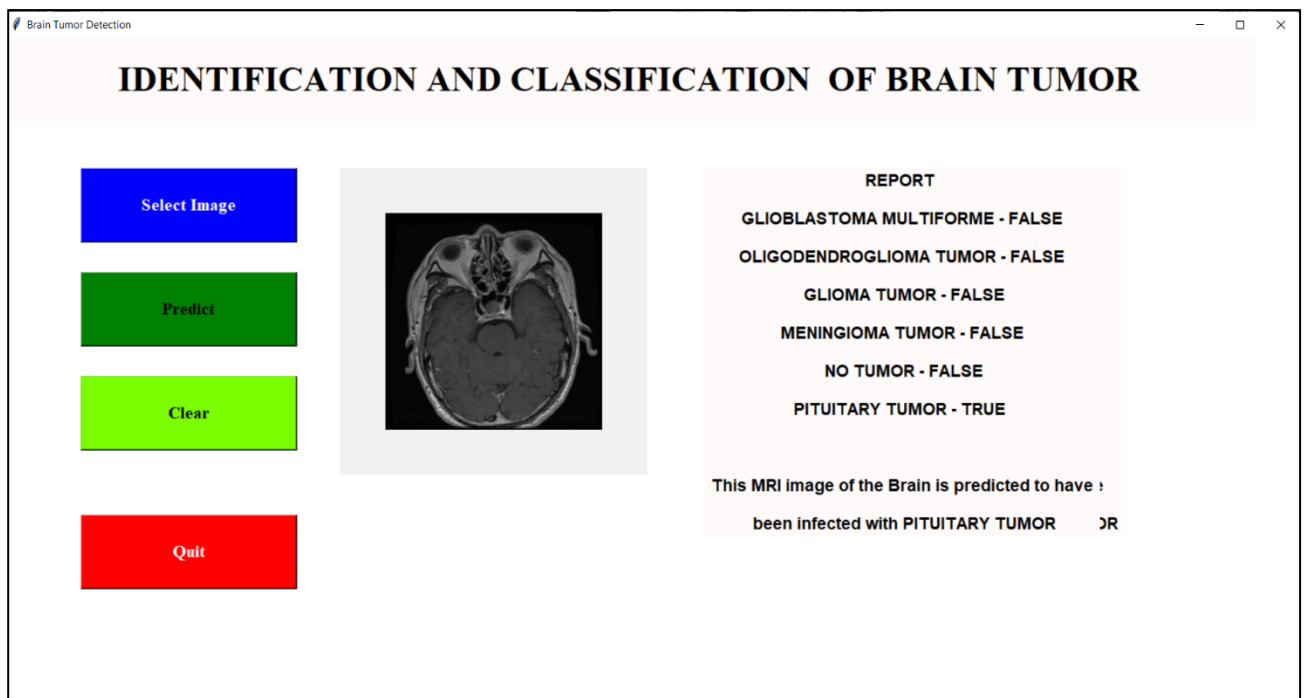 Brain Tumor Detection
IDENTIFICATION AND CLASSIFICATION OF BRAIN TUMOR
Select Image
Predict
Clear
Quit
REPORT
GLIOBLASTOMA MULTIFORME - FALSE
OLIGODENDROGLIOMA TUMOR - FALSE
GLIOMA TUMOR - FALSE
MENINGIOMA TUMOR - FALSE
NO TUMOR - FALSE
PITUITARY TUMOR - TRUE
This MRI image of the Brain is predicted to have
been infected with PITUITARY TUMOR